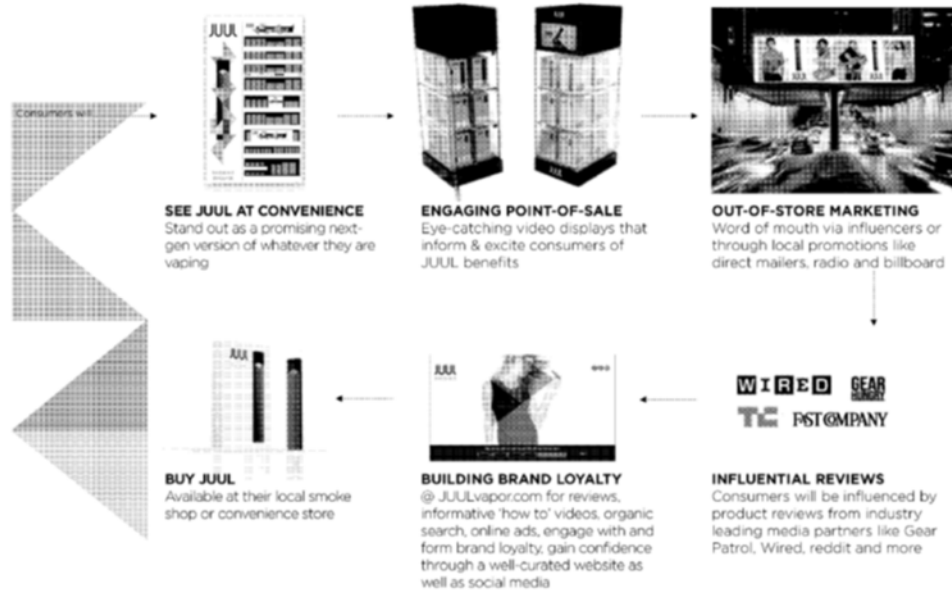 Consumers will
JUUL
SEE JUUL AT CONVENIENCE
Stand out as a promising next-
gen version of whatever they are
vaping
JUUL
ENGAGING POINT-OF-SALE
Eye-catching video displays that
inform & excite consumers of
JUUL benefits
JUUL JUUL
OUT-OF-STORE MARKETING
Word of mouth via influencers or
through local promotions like
direct mailers, radio and billboard
JUUL
BUY JUUL
Available at their local smoke
shop or convenience store
JUUL
BUILDING BRAND LOYALTY
@ JUULvapor.com for reviews,
informative 'how to' videos, organic
search, online ads, engage with and
form brand loyalty, gain confidence
through a well-curated website as
well as social media
WIRED GEAR
HUNGRY
TC FAST COMPANY
INFLUENTIAL REVIEWS
Consumers will be influenced by
product reviews from industry
leading media partners like Gear
Patrol, Wired, reddit and more